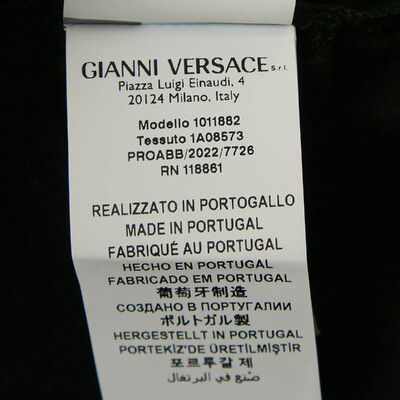 GIANNI VERSACE s.r.l.
Piazza Luigi Einaudi, 4
20124 Milano, Italy
Modello 1011882
Tessuto 1A08573
PROABB/2022/7726
RN 118861
REALIZZATO IN PORTOGALLO
MADE IN PORTUGAL
FABRIQUÉ AU PORTUGAL
HECHO EN PORTUGAL
FABRICADO EM PORTUGAL
葡萄牙制造
СОЗДАНО В ПОРТУГАЛИИ
ポルトガル製
HERGESTELLT IN PORTUGAL
PORTEKİZ'DE ÜRETİLMİŞTİR
포르투갈 제
صُنع في البرتغال